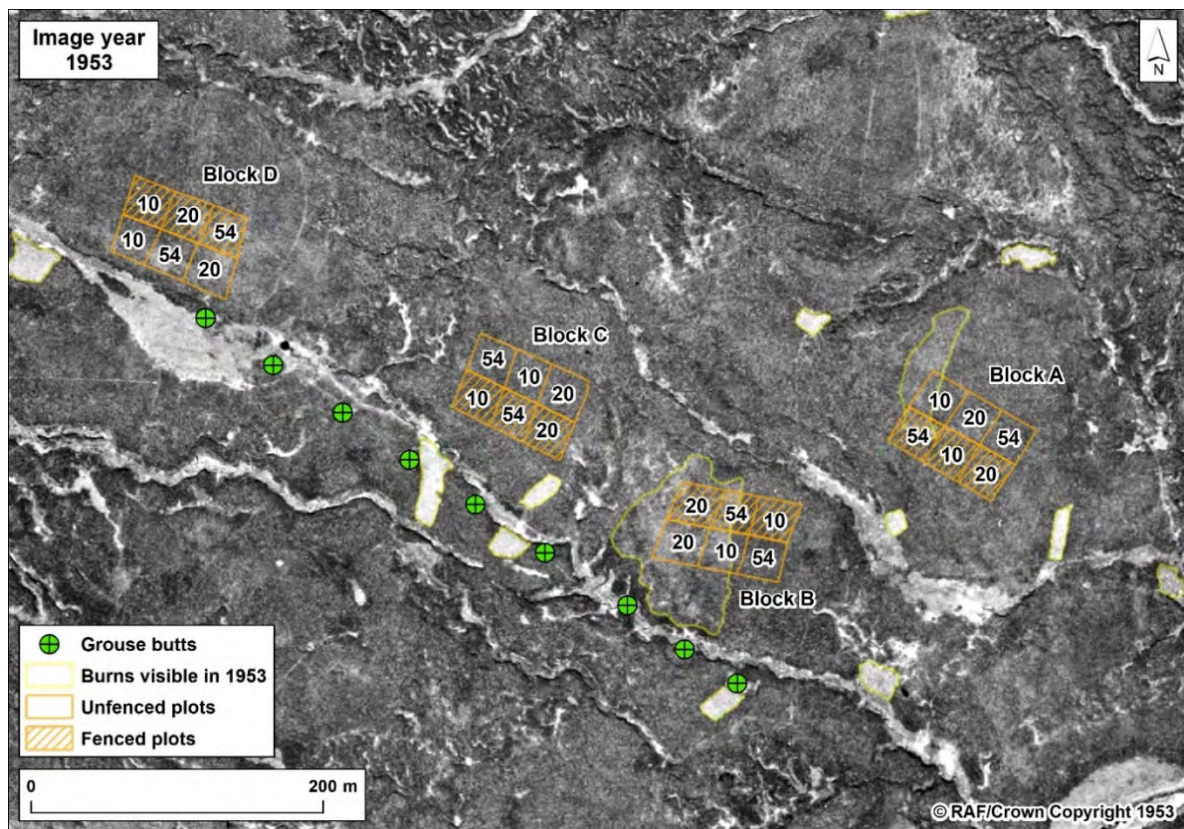 Image year
1953
N
Block D
10 20 54
10 54 20
Block C
54 10 20
10 54 20
Block A
10 20 54
54 10 20
20 54 10
20 10 54
Block B
Grouse butts
Burns visible in 1953
Unfenced plots
Fenced plots
0 200 m
© RAF/Crown Copyright 1953